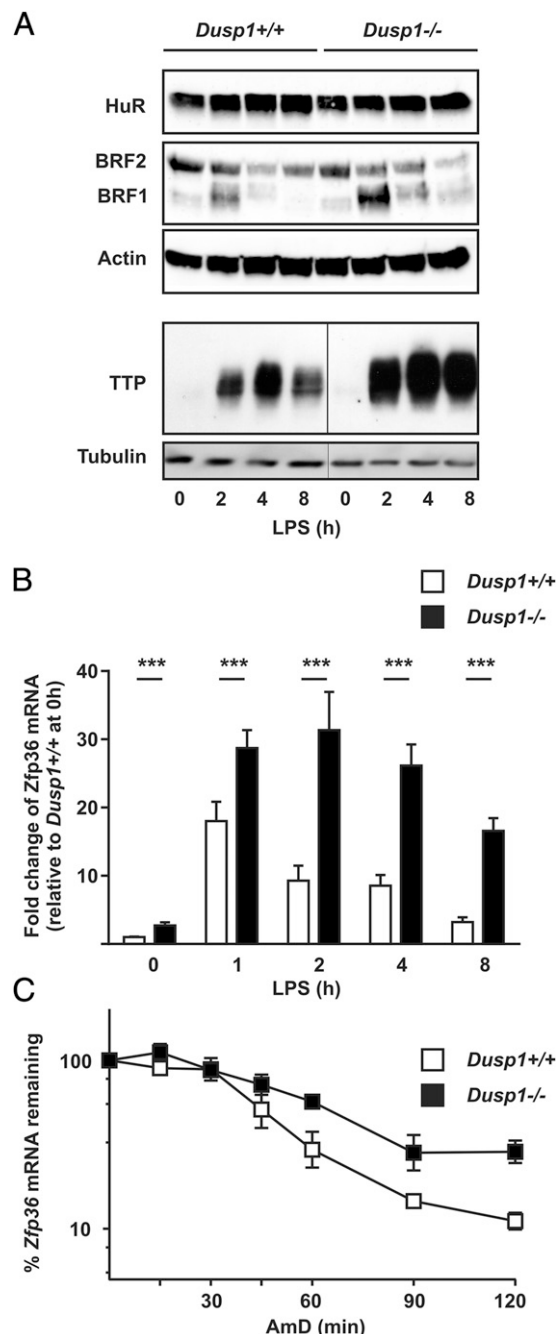 A
Dusp1+/+ Dusp1-/-
HuR
BRF2
BRF1
Actin
TTP
Tubulin
0 2 4 8 0 2 4 8
LPS (h)
B
Dusp1+/+
Dusp1-/-
Fold change of Zfp36 mRNA
(relative to Dusp1+/+ at 0h)
40
30
20
10
*** *** *** *** ***
0 1 2 4 8
LPS (h)
C
Dusp1+/+
Dusp1-/-
% Zfp36 mRNA remaining
100
10
30 60 90 120
AmD (min)